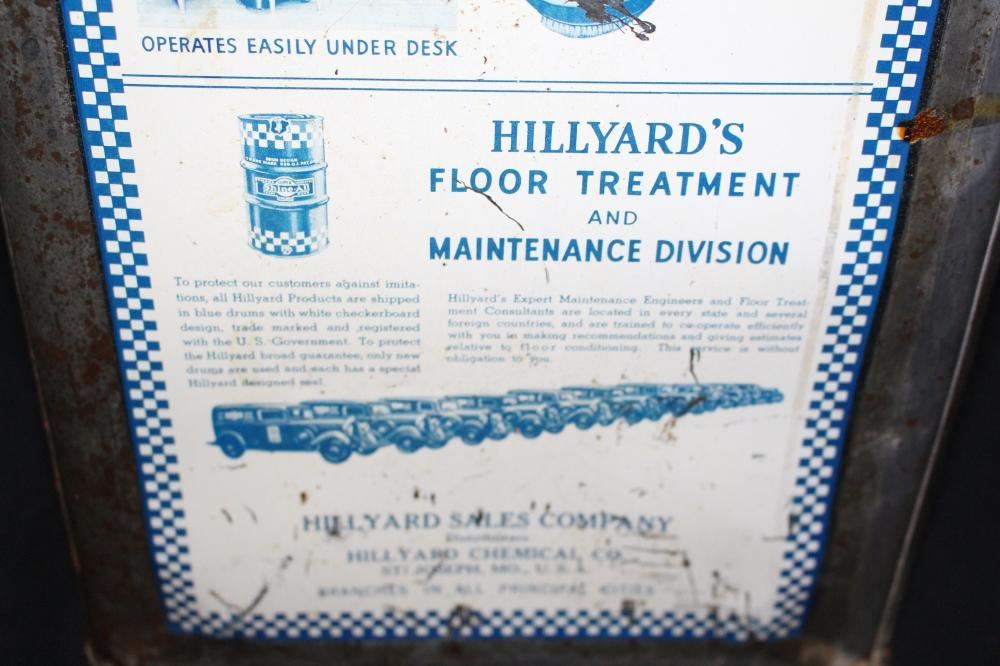 OPERATES EASILY UNDER DESK
HILLYARD'S
FLOOR TREATMENT
AND
MAINTENANCE DIVISION
Shine-All
To protect our customers against imita-
tions, all Hillyard Products are shipped
in blue drums with white checkerboard
design, trade marked and registered
with the U. S. Government. To protect
the Hillyard broad guarantee, only new
drums are used and each has a special
Hillyard designed seal.
Hillyard's Expert Maintenance Engineers and Floor Treat-
ment Consultants are located in every state and several
foreign countries, and are trained to co-operate efficiently
with you in making recommendations and giving estimates
relative to floor conditioning. This service is without
obligation to you.
HILLYARD SALES COMPANY
Distributors
HILLYARD CHEMICAL CO.
ST. JOSEPH, MO., U. S. A.
BRANCHES IN ALL PRINCIPAL CITIES